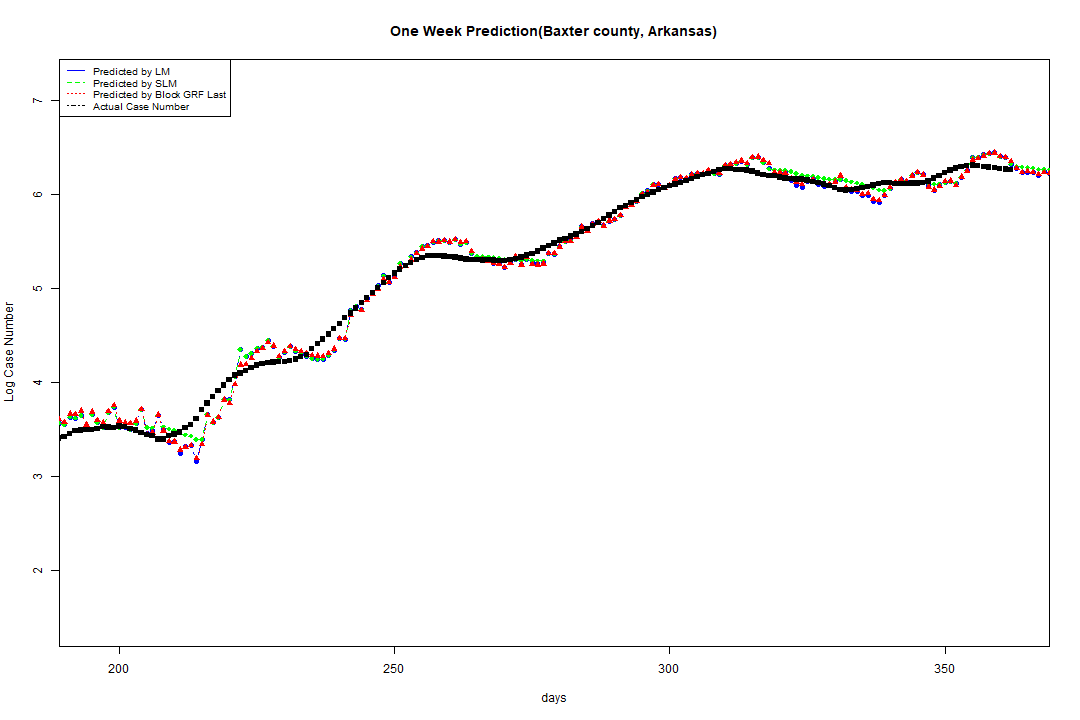 One Week Prediction(Baxter county, Arkansas)
Predicted by LM
Predicted by SLM
Predicted by Block GRF Last
Actual Case Number
7
6
5
4
3
2
Log Case Number
200 250 300 350
days